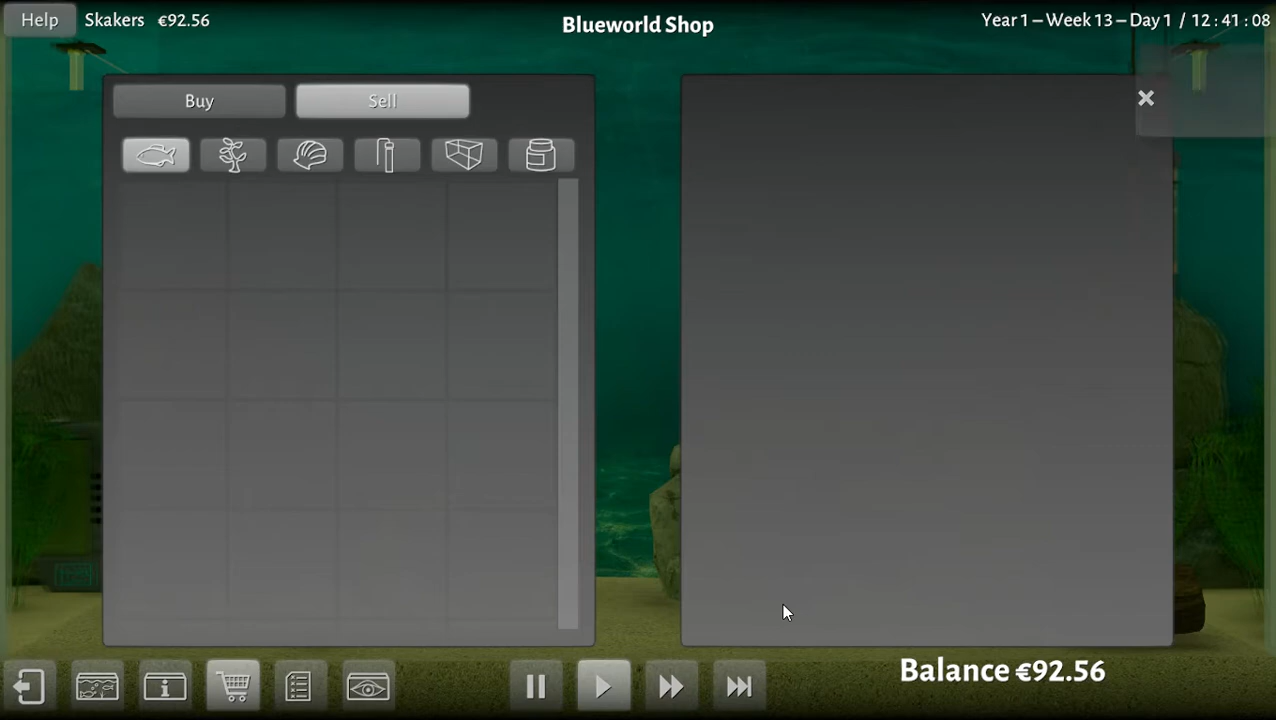 Help Skakers €92.56
Blueworld Shop
Year 1 – Week 13 – Day 1 / 12 : 41 : 08
Buy Sell
Balance €92.56